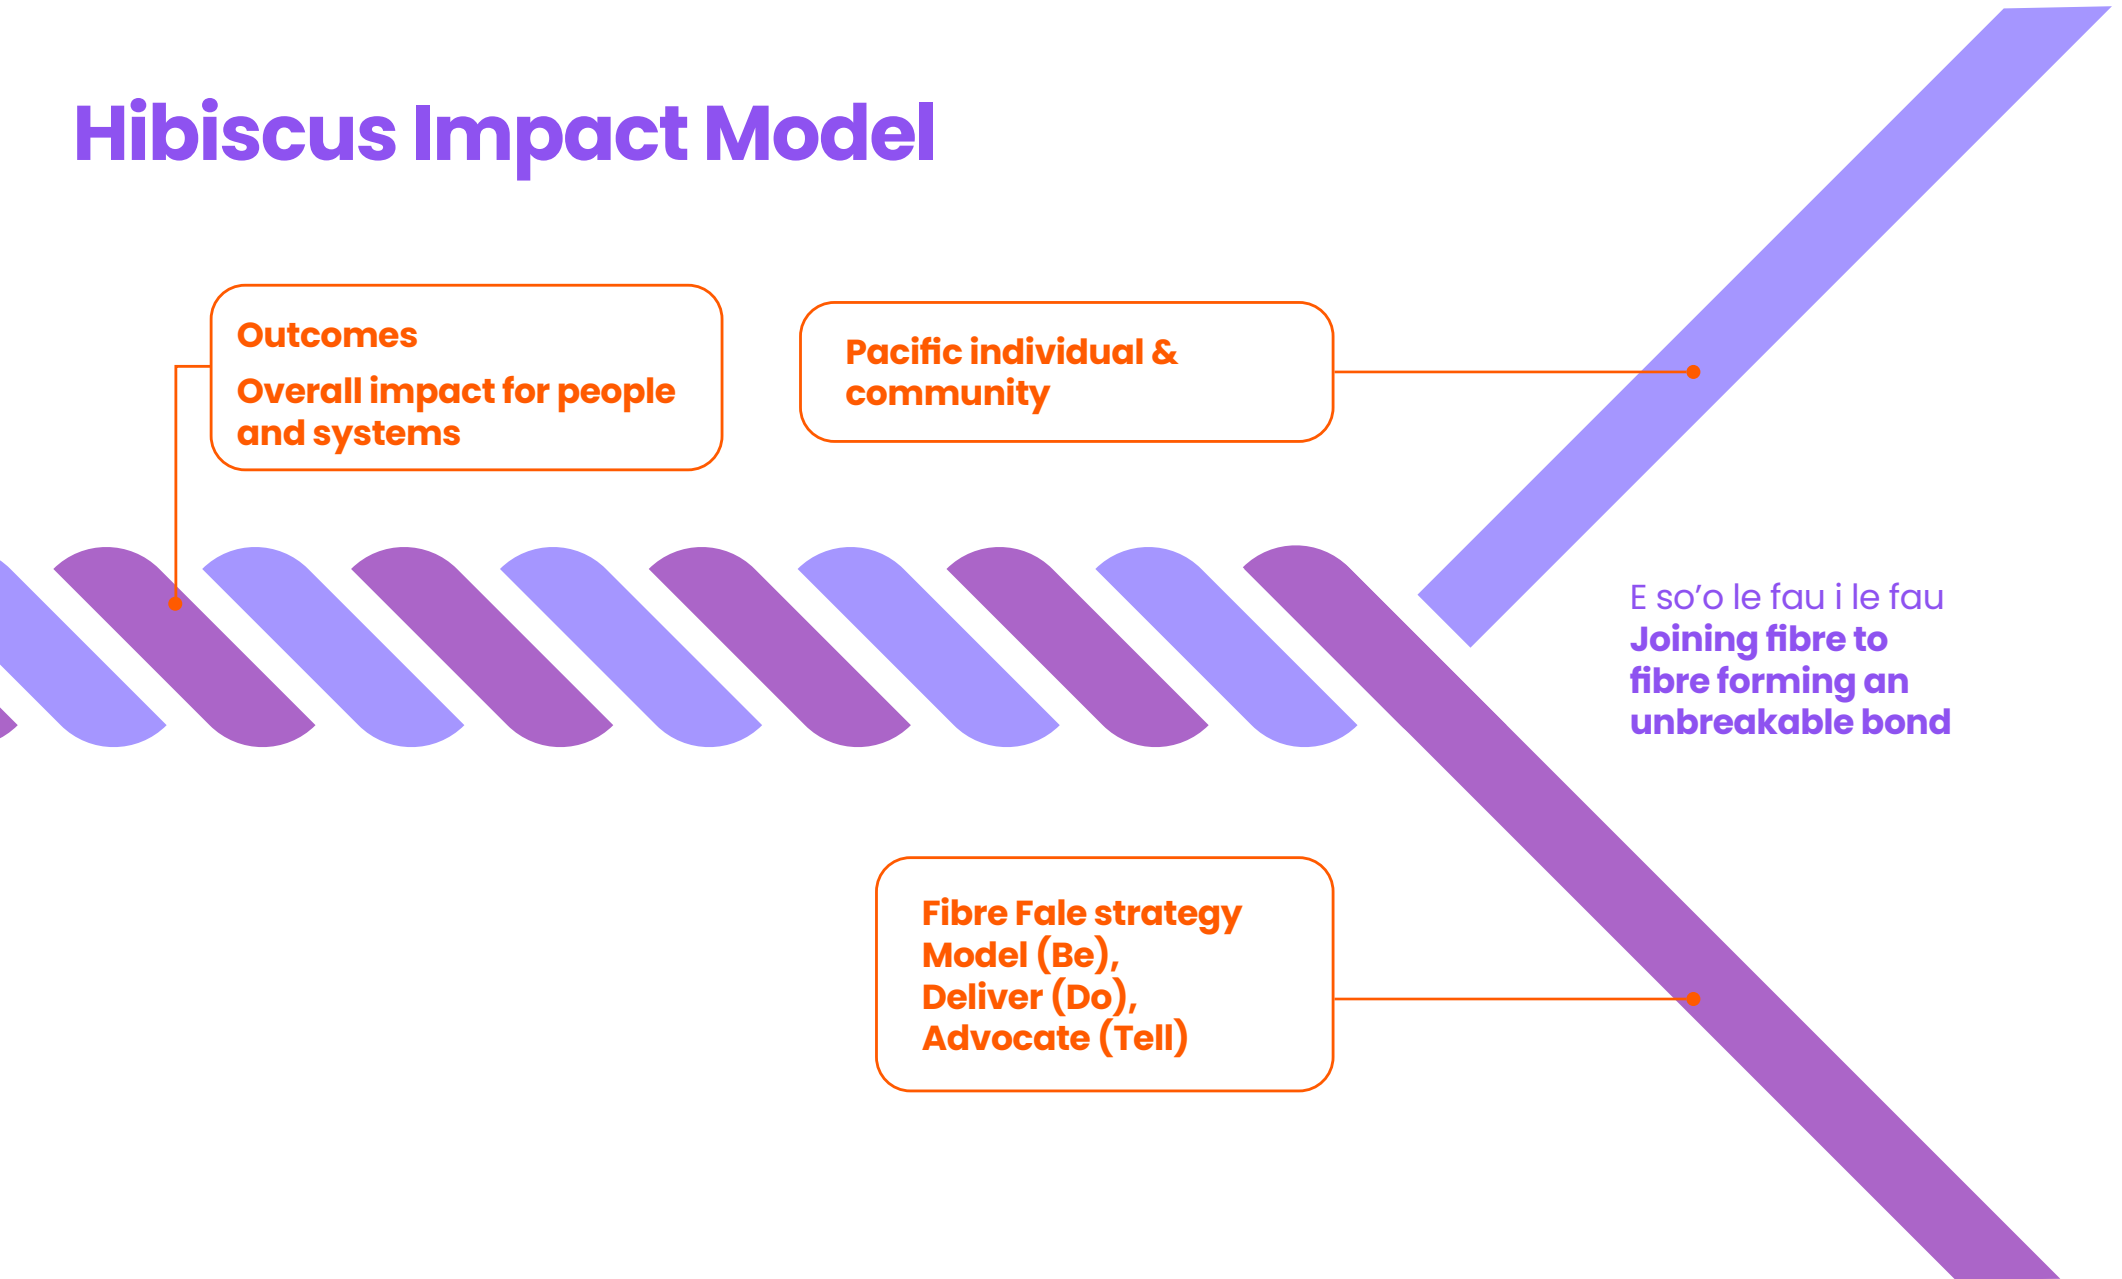 Hibiscus Impact Model
Outcomes
Overall impact for people
and systems
Pacific individual &
community
E so’o le fau i le fau
Joining fibre to
fibre forming an
unbreakable bond
Fibre Fale strategy
Model (Be),
Deliver (Do),
Advocate (Tell)